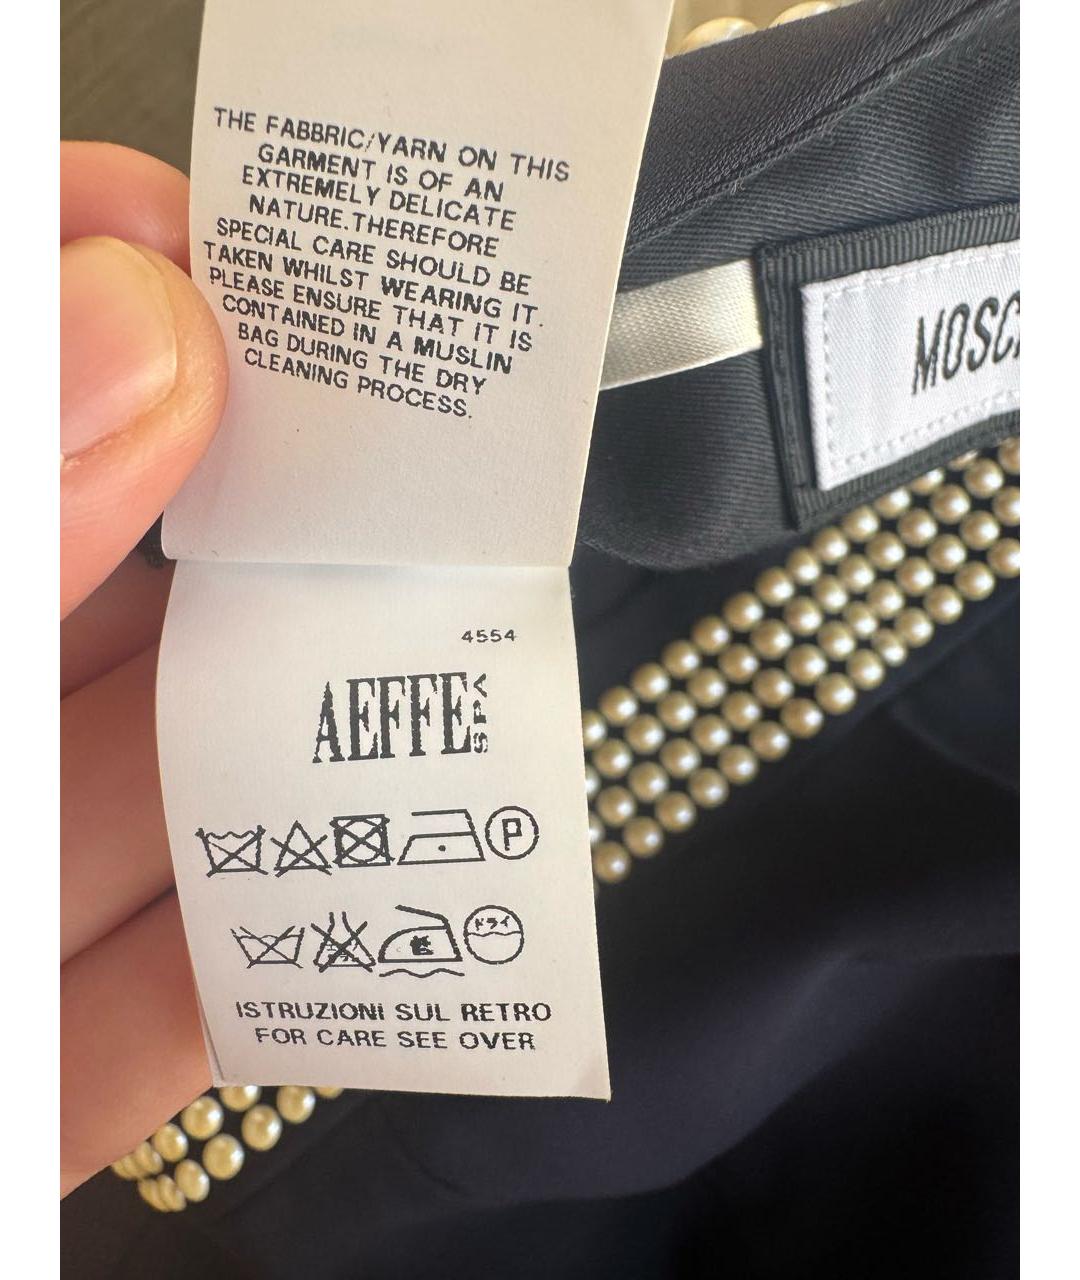 THE FABBRIC/YARN ON THIS
GARMENT IS OF AN
EXTREMELY DELICATE
NATURE.THEREFORE
SPECIAL CARE SHOULD BE
TAKEN WHILST WEARING IT.
PLEASE ENSURE THAT IT IS
CONTAINED IN A MUSLIN
BAG DURING THE DRY
CLEANING PROCESS.
MOSC
4554
AEFFE SPA
P
ドライ
ISTRUZIONI SUL RETRO
FOR CARE SEE OVER